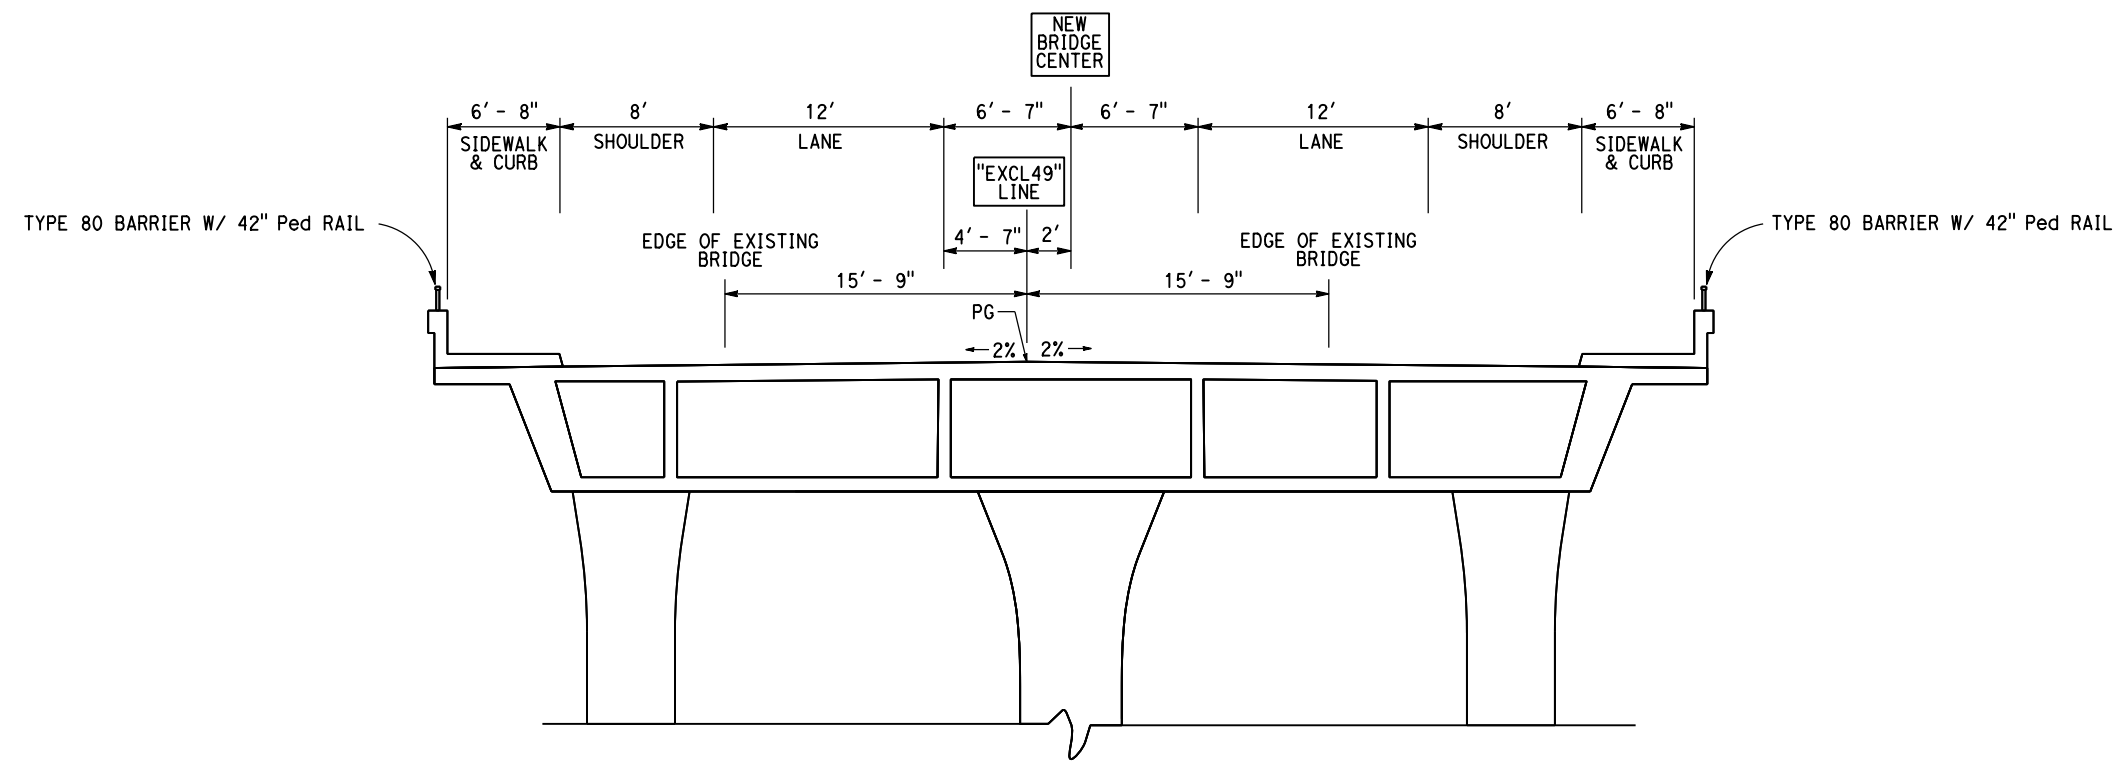 NEW
BRIDGE
CENTER
6' - 8" 8' 12' 6' - 7" 6' - 7" 12' 8' 6' - 8"
SIDEWALK
& CURB
SHOULDER
LANE
LANE
SHOULDER
SIDEWALK
& CURB
"EXCL49"
LINE
TYPE 80 BARRIER W/ 42" Ped RAIL
TYPE 80 BARRIER W/ 42" Ped RAIL
EDGE OF EXISTING
BRIDGE
4' - 7" 2'
EDGE OF EXISTING
BRIDGE
15' - 9" 15' - 9"
PG
2% 2%